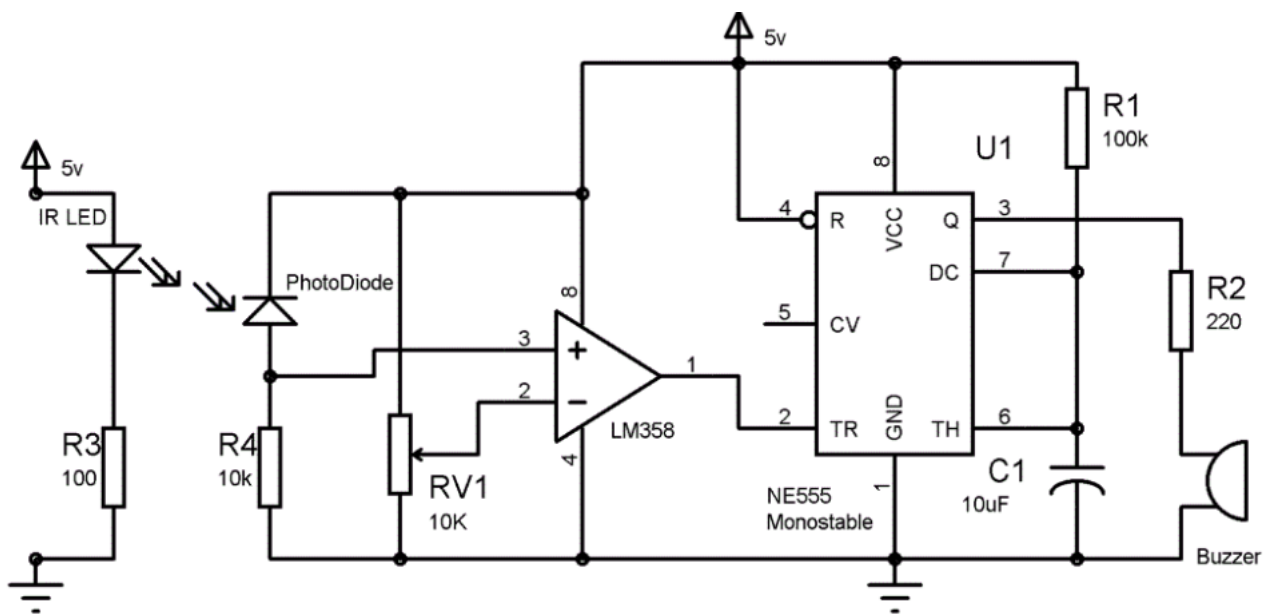 5v
5v
IR LED
PhotoDiode
R3
100
R4
10k
RV1
10K
8
3
+
2
−
1
4
LM358
U1
R1
100k
8
4
R
VCC
Q
3
DC
7
5
CV
2
TR
GND
TH
6
1
NE555
Monostable
C1
10uF
R2
220
Buzzer